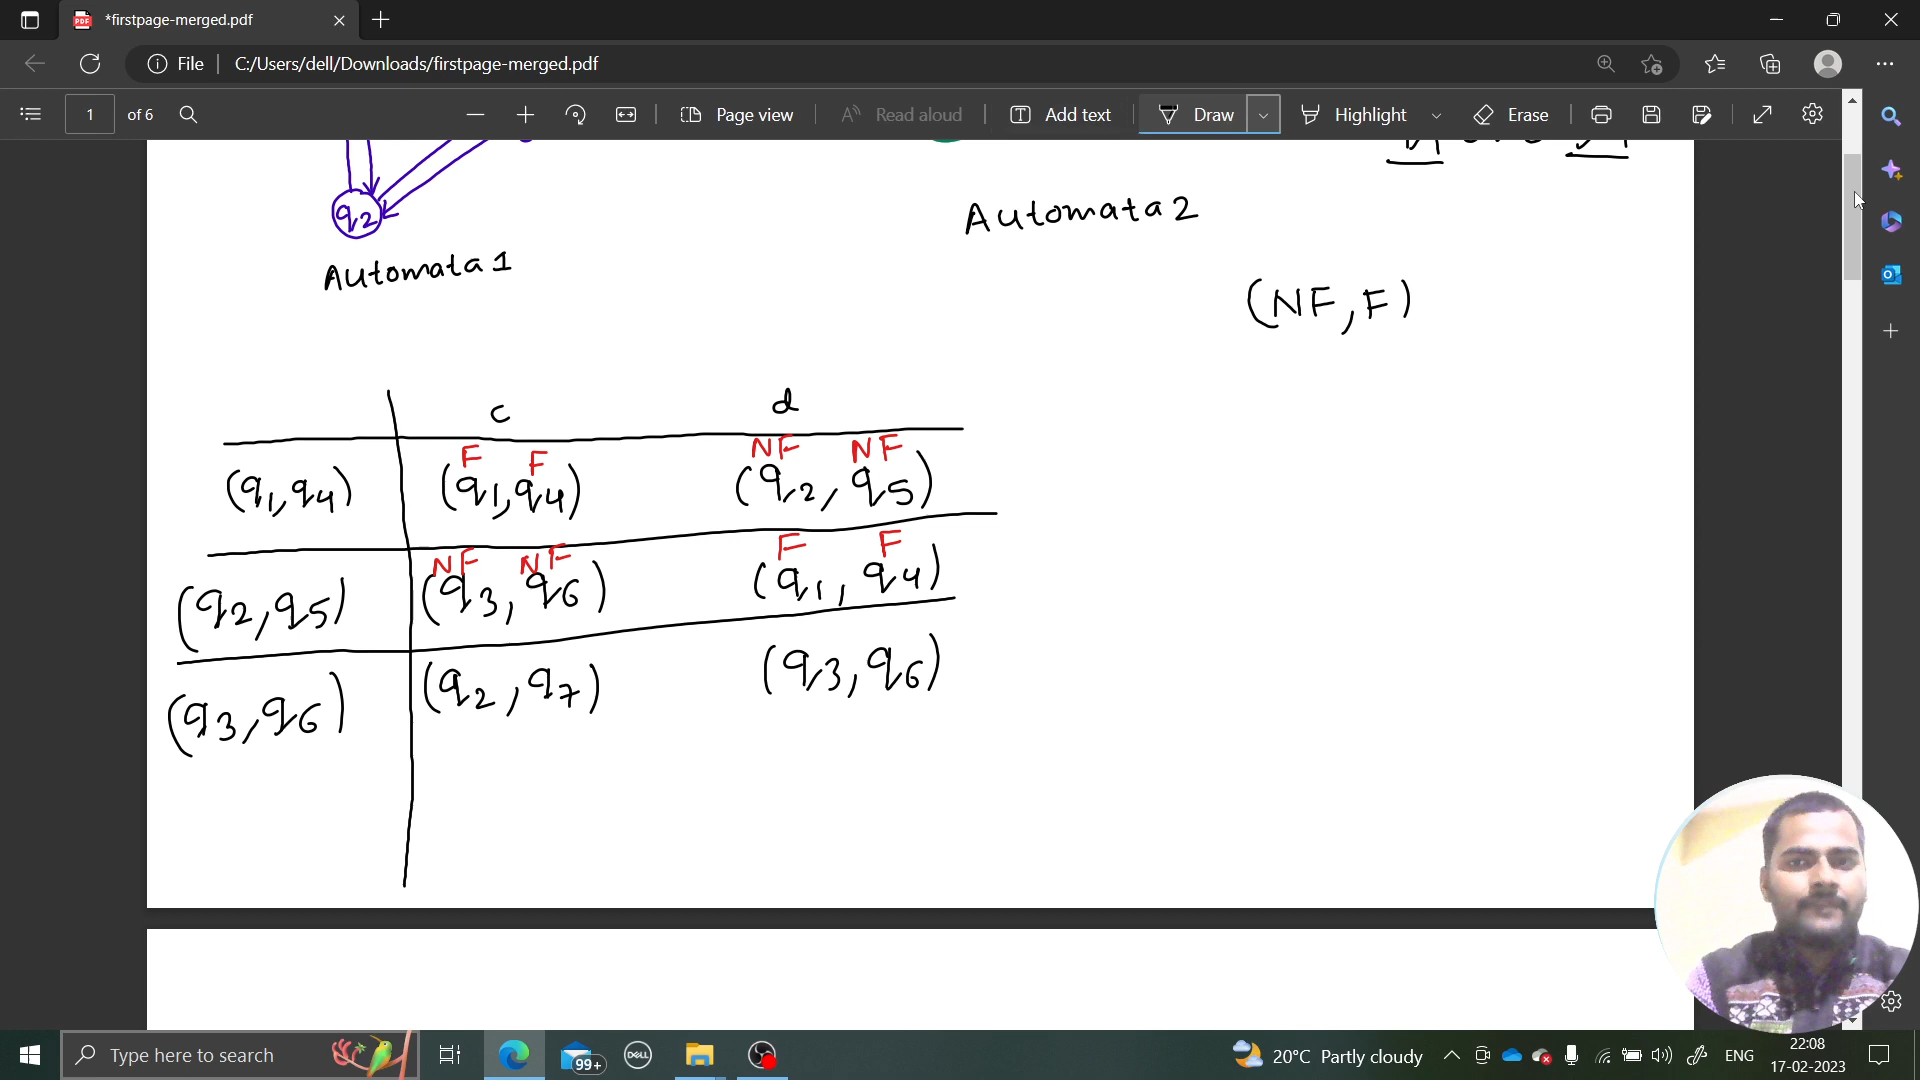 *firstpage-merged.pdf
File C:/Users/dell/Downloads/firstpage-merged.pdf
1 of 6 Page view Read aloud Add text Draw Highlight Erase
q2
Automata 1
Automata 2
(NF, F)
c d
F F NF NF
(q1, q4) (q1, q4) (q2, q5)
NF NF F F
(q2, q5) (q3, q6) (q1, q4)
(q3, q6) (q2, q7) (q3, q6)
Type here to search
99+
DELL
20°C Partly cloudy
ENG
22:08
17-02-2023